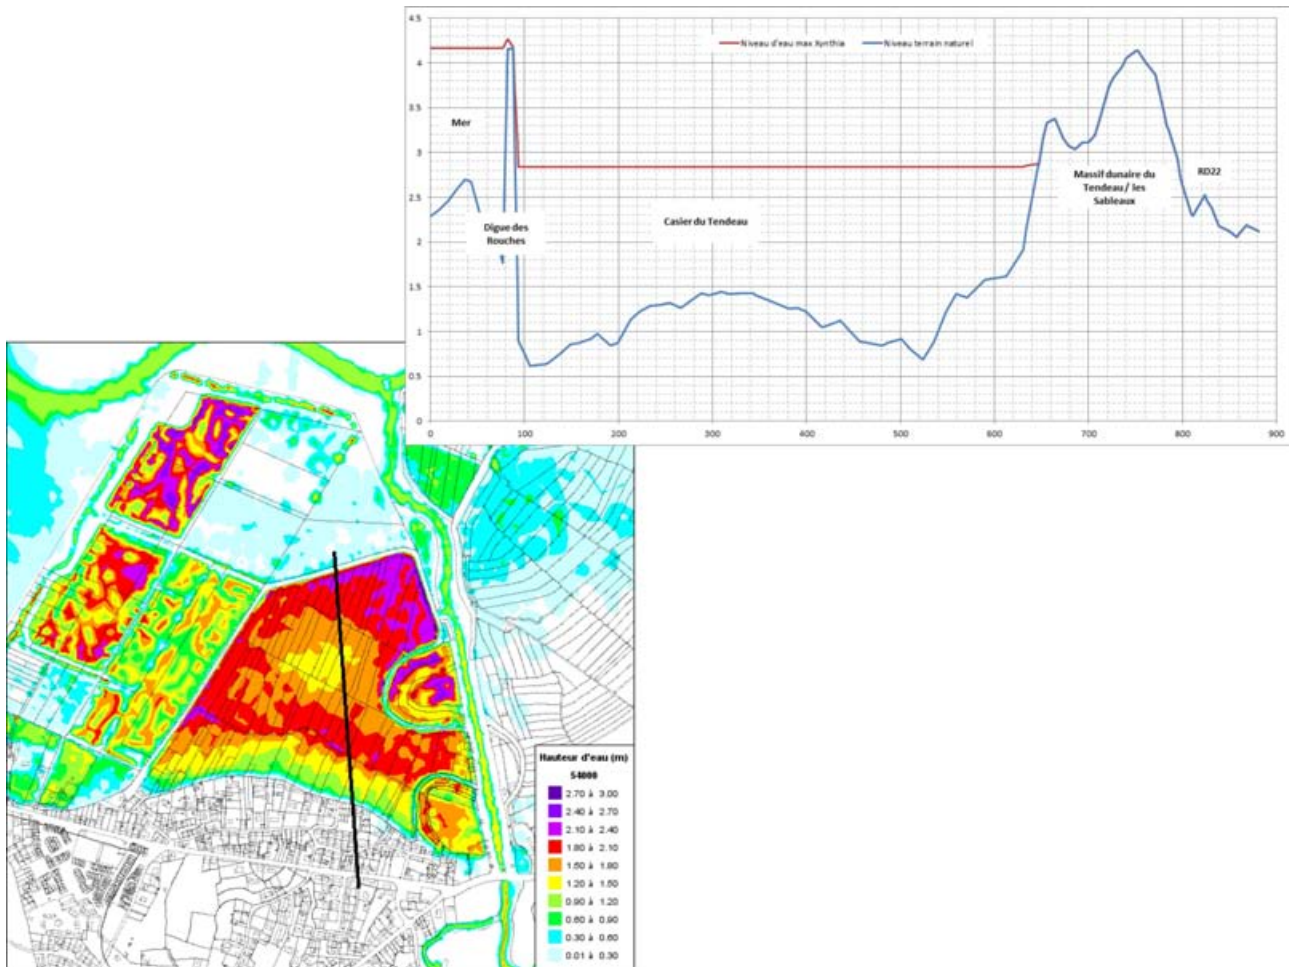 4.5
4
3.5
3
2.5
2
1.5
1
0.5
0
Niveau d'eau max Xynthia
Niveau terrain naturel
Mer
Digue des
Rouches
Casier du Tendeau
Massif dunaire du
Tendeau / les
Sableaux
RD22
0 100 200 300 400 500 600 700 800 900
Hauteur d'eau (m)
54000
2.70 à 3.00
2.40 à 2.70
2.10 à 2.40
1.80 à 2.10
1.50 à 1.80
1.20 à 1.50
0.90 à 1.20
0.60 à 0.90
0.30 à 0.60
0.01 à 0.30